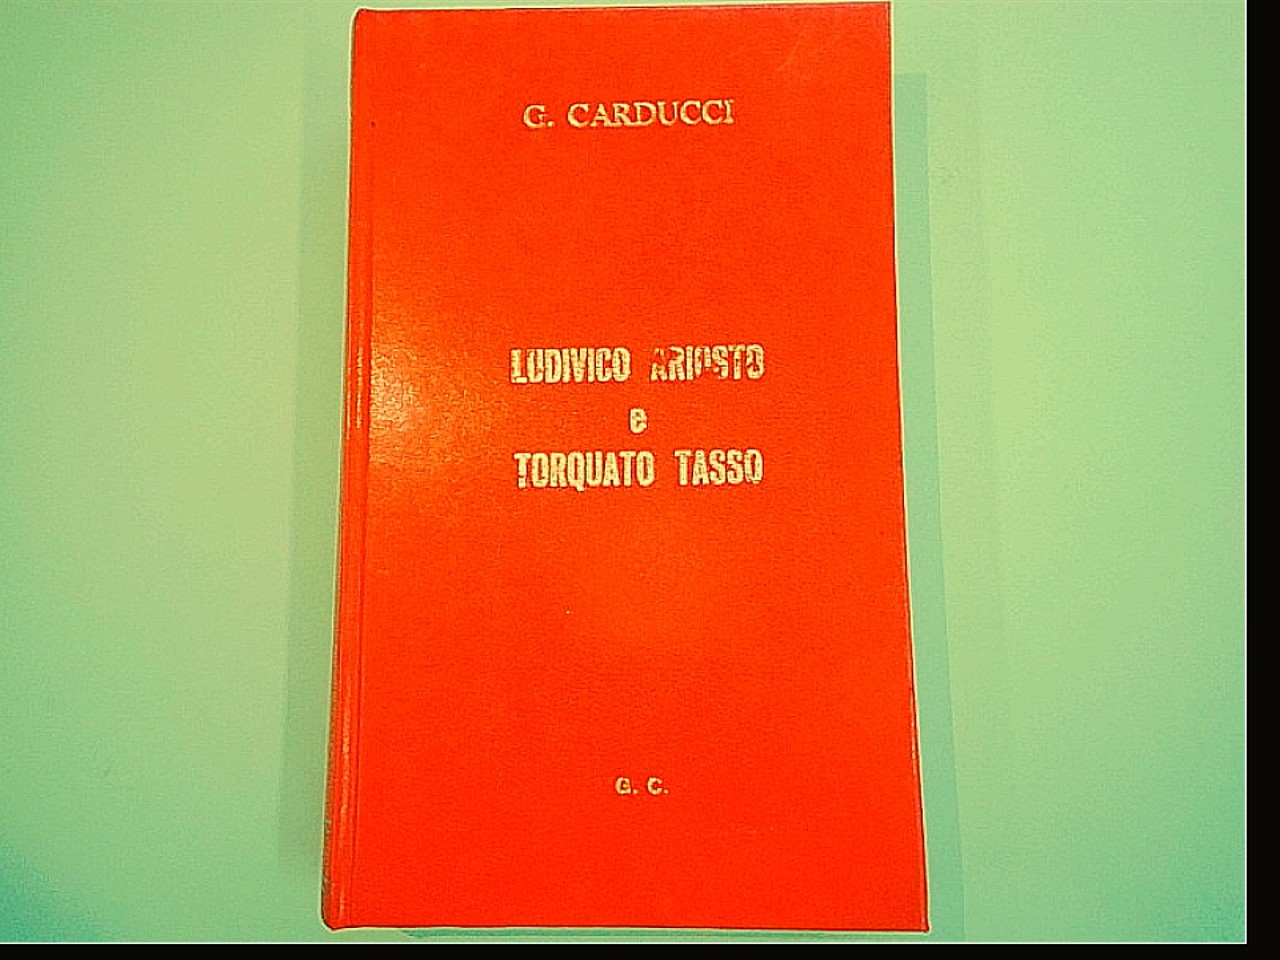 G. CARDUCCI
LUDIVICO ARIOSTO
e
TORQUATO TASSO
G. C.